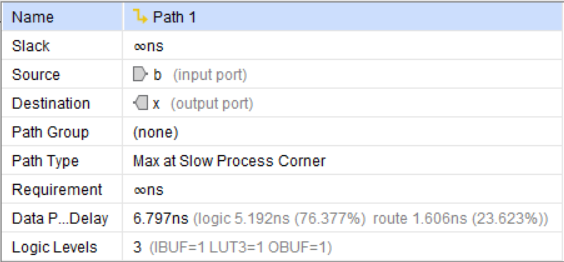 Name Path 1
Slack ∞ns
Source b (input port)
Destination x (output port)
Path Group (none)
Path Type Max at Slow Process Corner
Requirement ∞ns
Data P...Delay 6.797ns (logic 5.192ns (76.377%) route 1.606ns (23.623%))
Logic Levels 3 (IBUF=1 LUT3=1 OBUF=1)